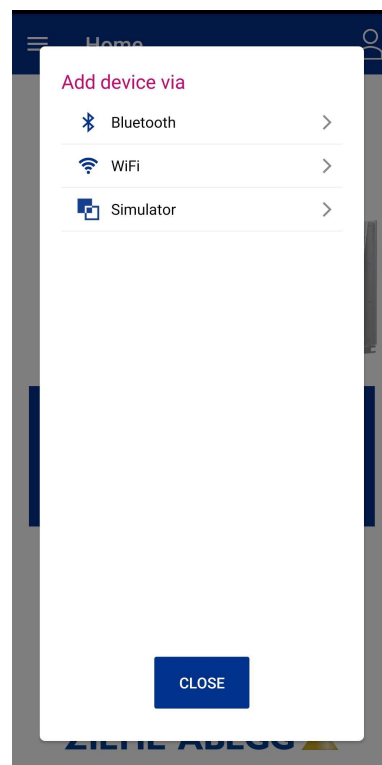 Home
Add device via
Bluetooth
WiFi
Simulator
CLOSE
ZIEHL-ABEGG